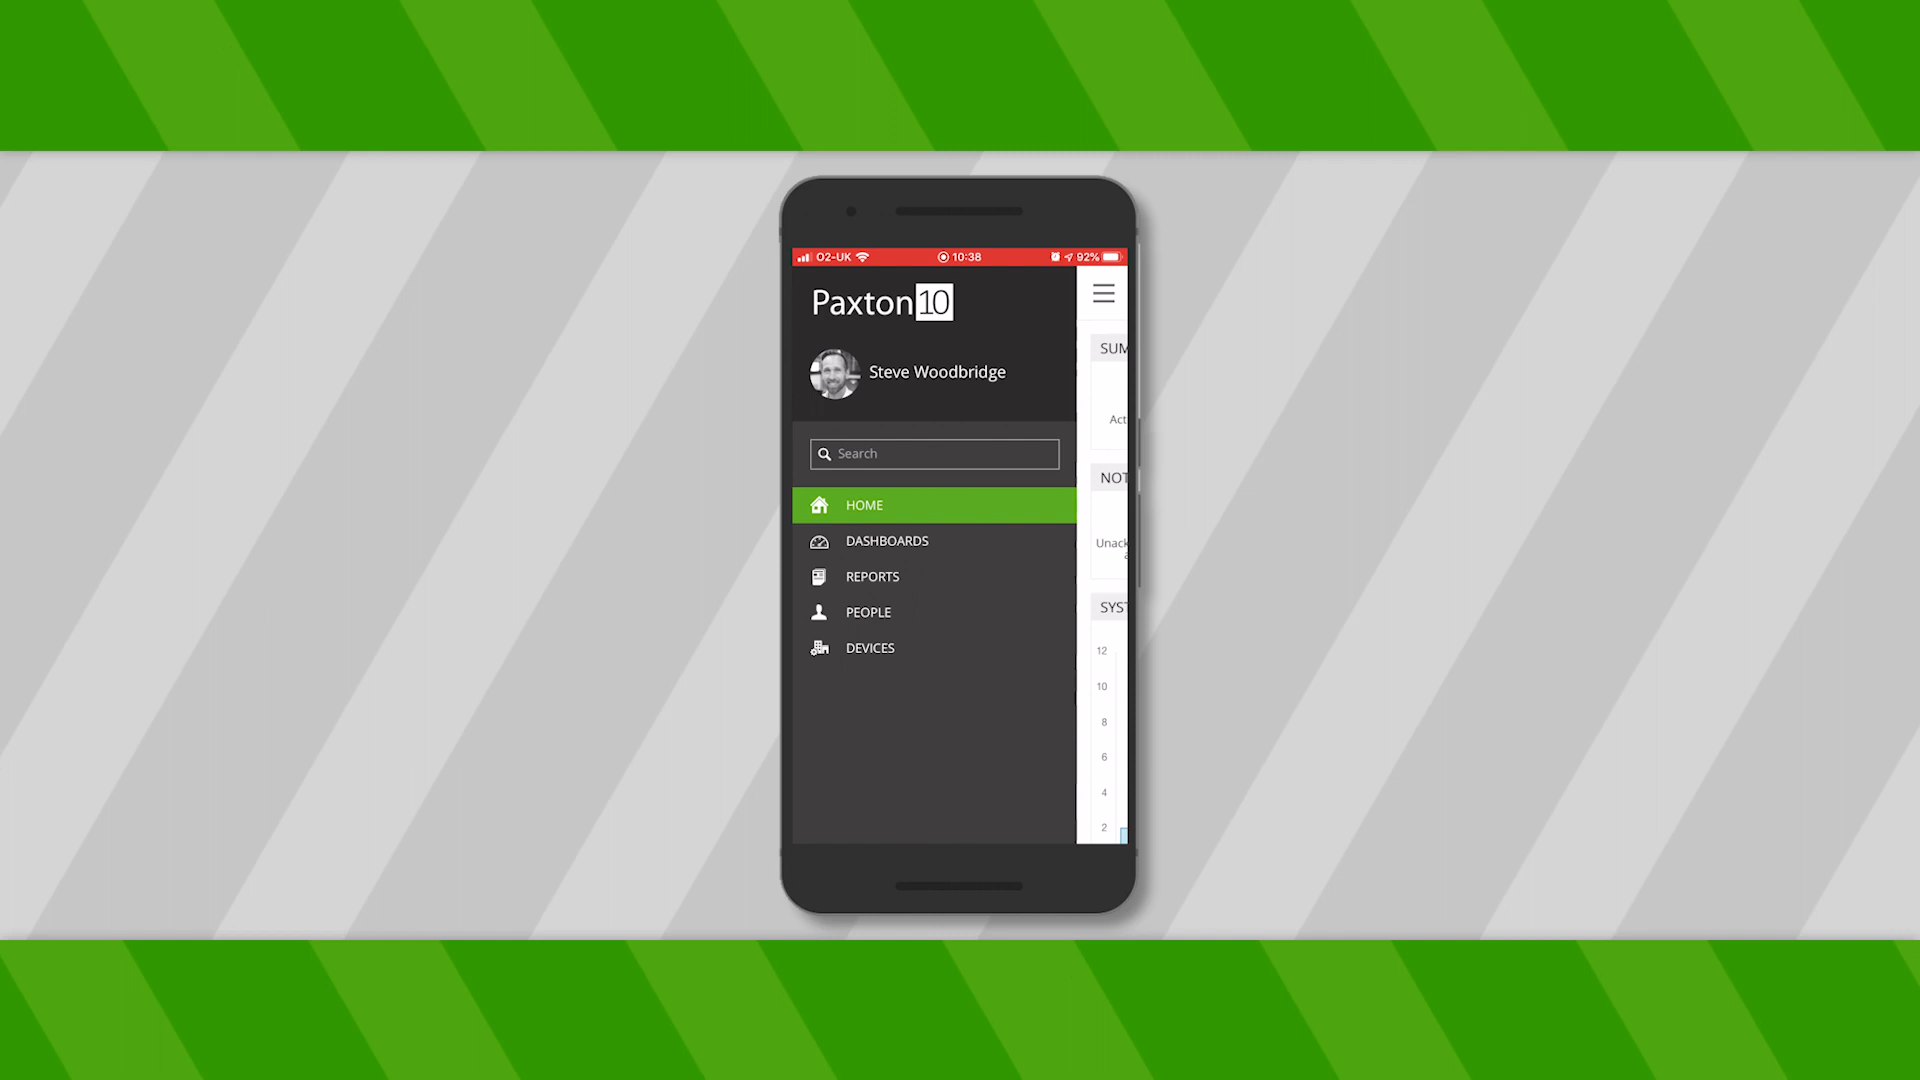 O2-UK 10:38 92%
Paxton10
Steve Woodbridge
Search
HOME
DASHBOARDS
REPORTS
PEOPLE
DEVICES
SUM
Act
NOT
Unack
SYST
12
10
8
6
4
2